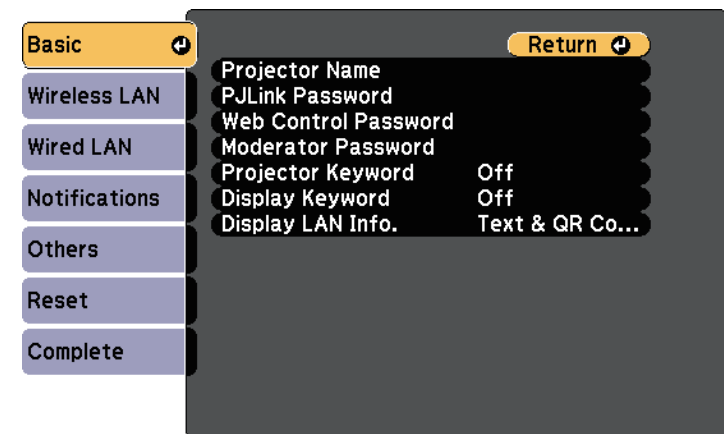 Basic
Wireless LAN
Wired LAN
Notifications
Others
Reset
Complete
Return
Projector Name
PJLink Password
Web Control Password
Moderator Password
Projector Keyword Off
Display Keyword Off
Display LAN Info. Text & QR Co...